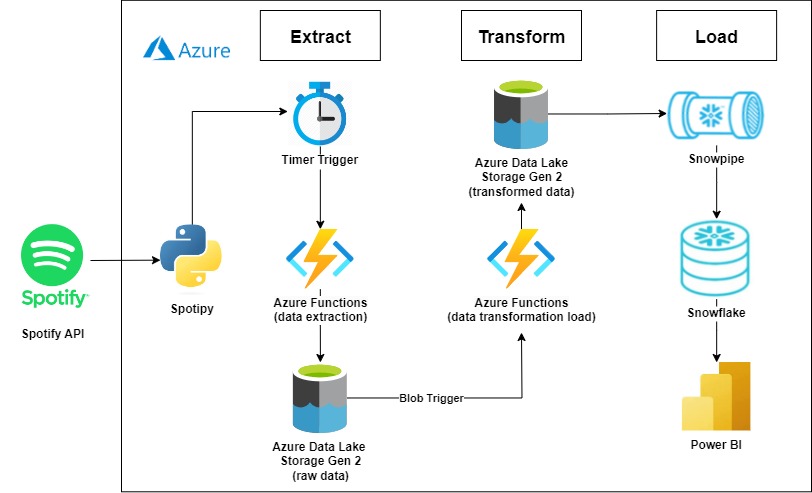 Azure
Extract
Transform
Load
Timer Trigger
Azure Data Lake
Storage Gen 2
(transformed data)
Snowpipe
Spotify
Spotify API
Spotipy
Azure Functions
(data extraction)
Azure Functions
(data transformation load)
Snowflake
Blob Trigger
Azure Data Lake
Storage Gen 2
(raw data)
Power BI